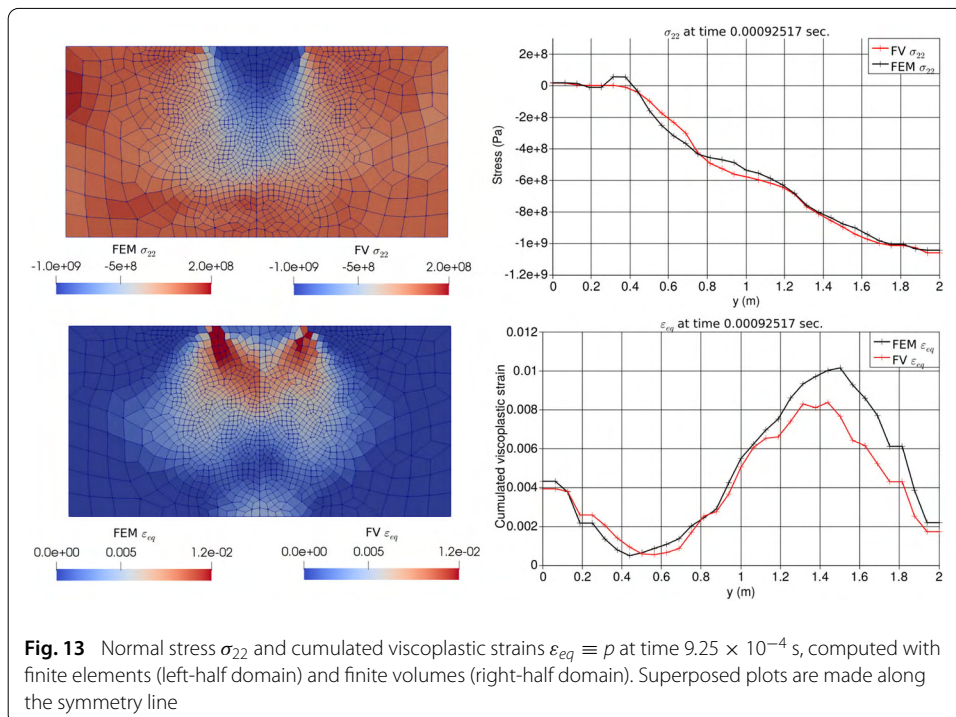 FEM σ22
FV σ22
-1.0e+09 -5e+8 2.0e+08
-1.0e+09 -5e+8 2.0e+08
σ22 at time 0.00092517 sec.
FV σ22
FEM σ22
Stress (Pa)
2e+8
0
-2e+8
-4e+8
-6e+8
-8e+8
-1e+9
-1.2e+9
0 0.2 0.4 0.6 0.8 1 1.2 1.4 1.6 1.8 2
y (m)
FEM εeq
FV εeq
0.0e+00 0.005 1.2e-02
0.0e+00 0.005 1.2e-02
εeq at time 0.00092517 sec.
FEM εeq
FV εeq
Cumulated viscoplastic strain
0.012
0.01
0.008
0.006
0.004
0.002
0
0 0.2 0.4 0.6 0.8 1 1.2 1.4 1.6 1.8 2
y (m)
Fig. 13 Normal stress σ22 and cumulated viscoplastic strains εeq ≡ p at time 9.25 × 10−4 s, computed with
finite elements (left-half domain) and finite volumes (right-half domain). Superposed plots are made along
the symmetry line